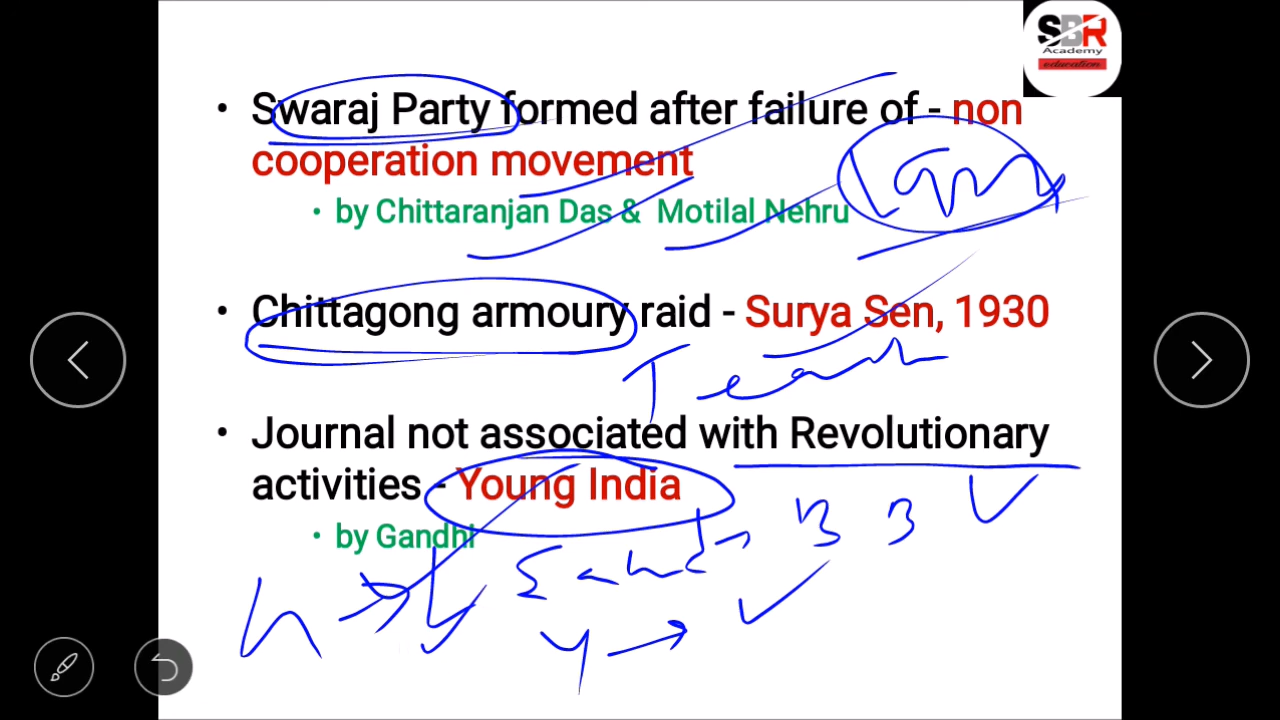 SBR
Academy
education
• Swaraj Party formed after failure of - non
cooperation movement
• by Chittaranjan Das & Motilal Nehru
• Chittagong armoury raid - Surya Sen, 1930
• Journal not associated with Revolutionary
activities - Young India
• by Gandhi